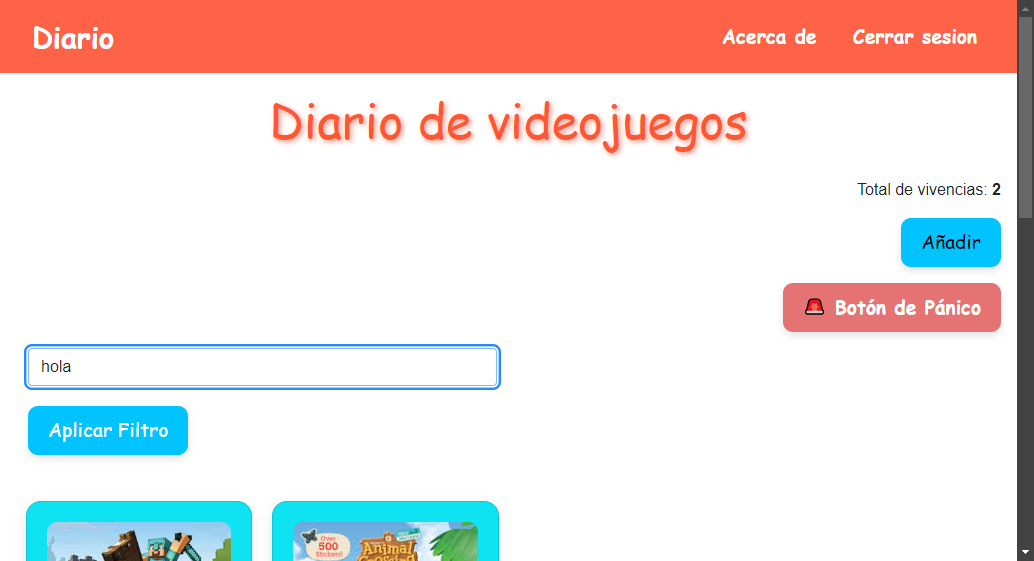 Diario
Acerca de
Cerrar sesion
Diario de videojuegos
Total de vivencias: 2
Añadir
🚨 Botón de Pánico
hola
Aplicar Filtro
Over
500
Stickers!
Animal
Crossing